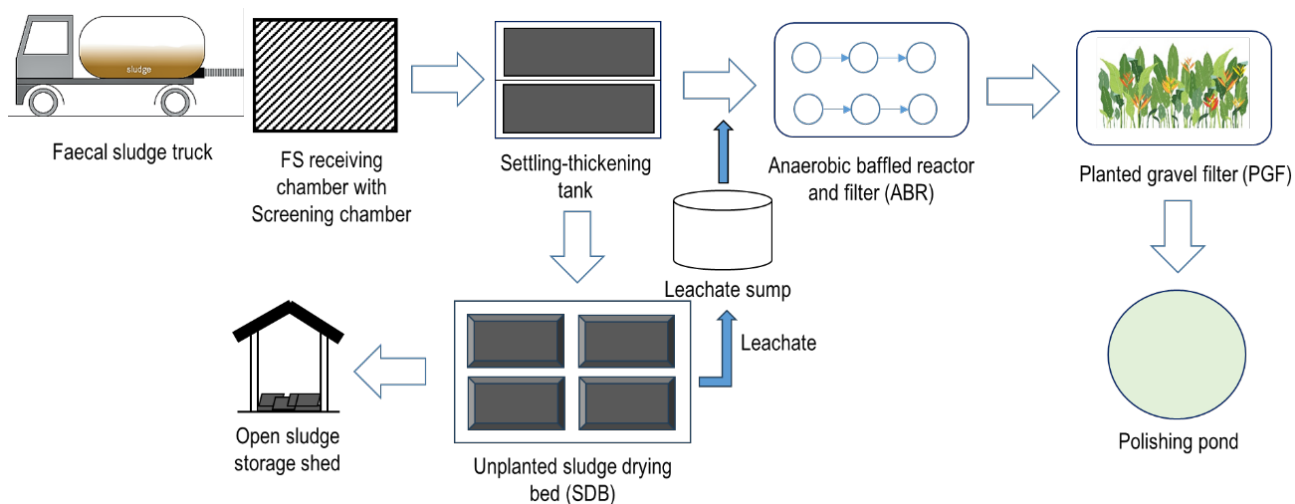 sludge
Faecal sludge truck
FS receiving
chamber with
Screening chamber
Settling-thickening
tank
Anaerobic baffled reactor
and filter (ABR)
Planted gravel filter (PGF)
Leachate sump
Leachate
Open sludge
storage shed
Unplanted sludge drying
bed (SDB)
Polishing pond